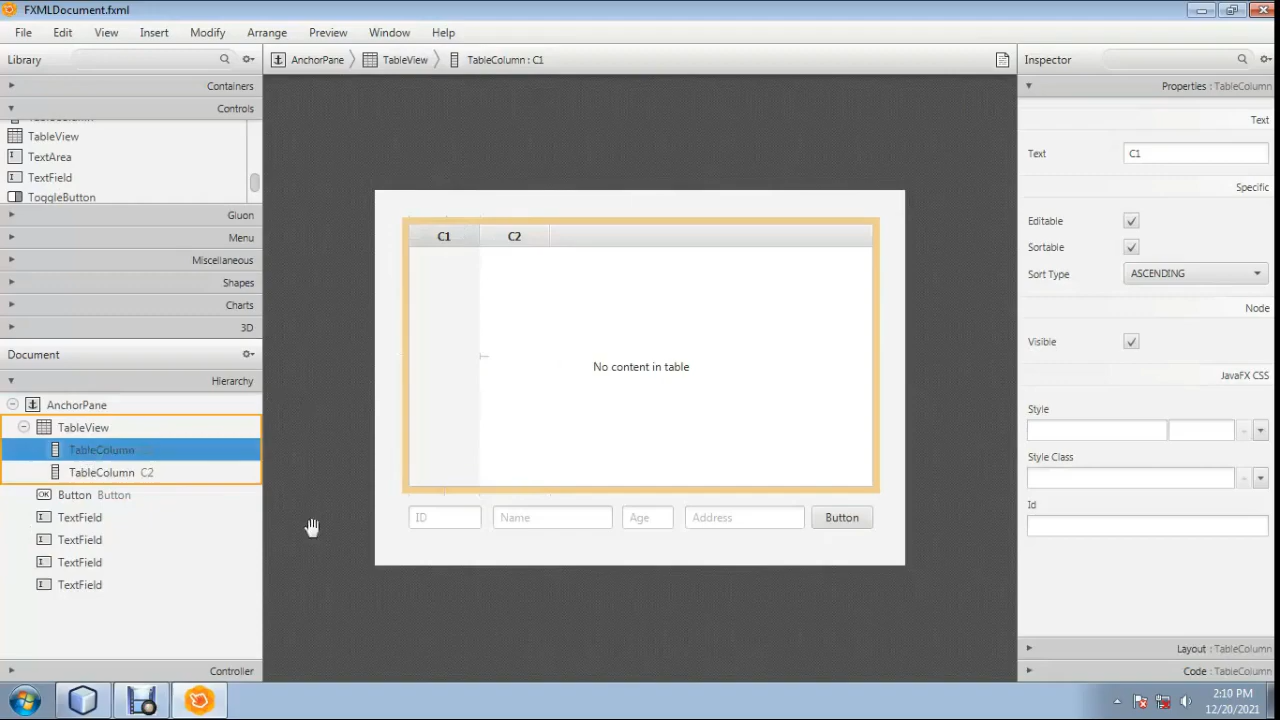 FXMLDocument.fxml
File Edit View Insert Modify Arrange Preview Window Help
Library
AnchorPane TableView TableColumn : C1
Inspector
Containers
Controls
TableView
TextArea
TextField
ToggleButton
Gluon
Menu
Miscellaneous
Shapes
Charts
3D
Document
Hierarchy
AnchorPane
TableView
TableColumn
TableColumn C2
Button Button
TextField
TextField
TextField
TextField
Controller
C1 C2
No content in table
ID Name Age Address Button
Properties : TableColumn
Text
Text C1
Specific
Editable
Sortable
Sort Type ASCENDING
Node
Visible
JavaFX CSS
Style
Style Class
Id
Layout : TableColumn
Code : TableColumn
2:10 PM
12/20/2021